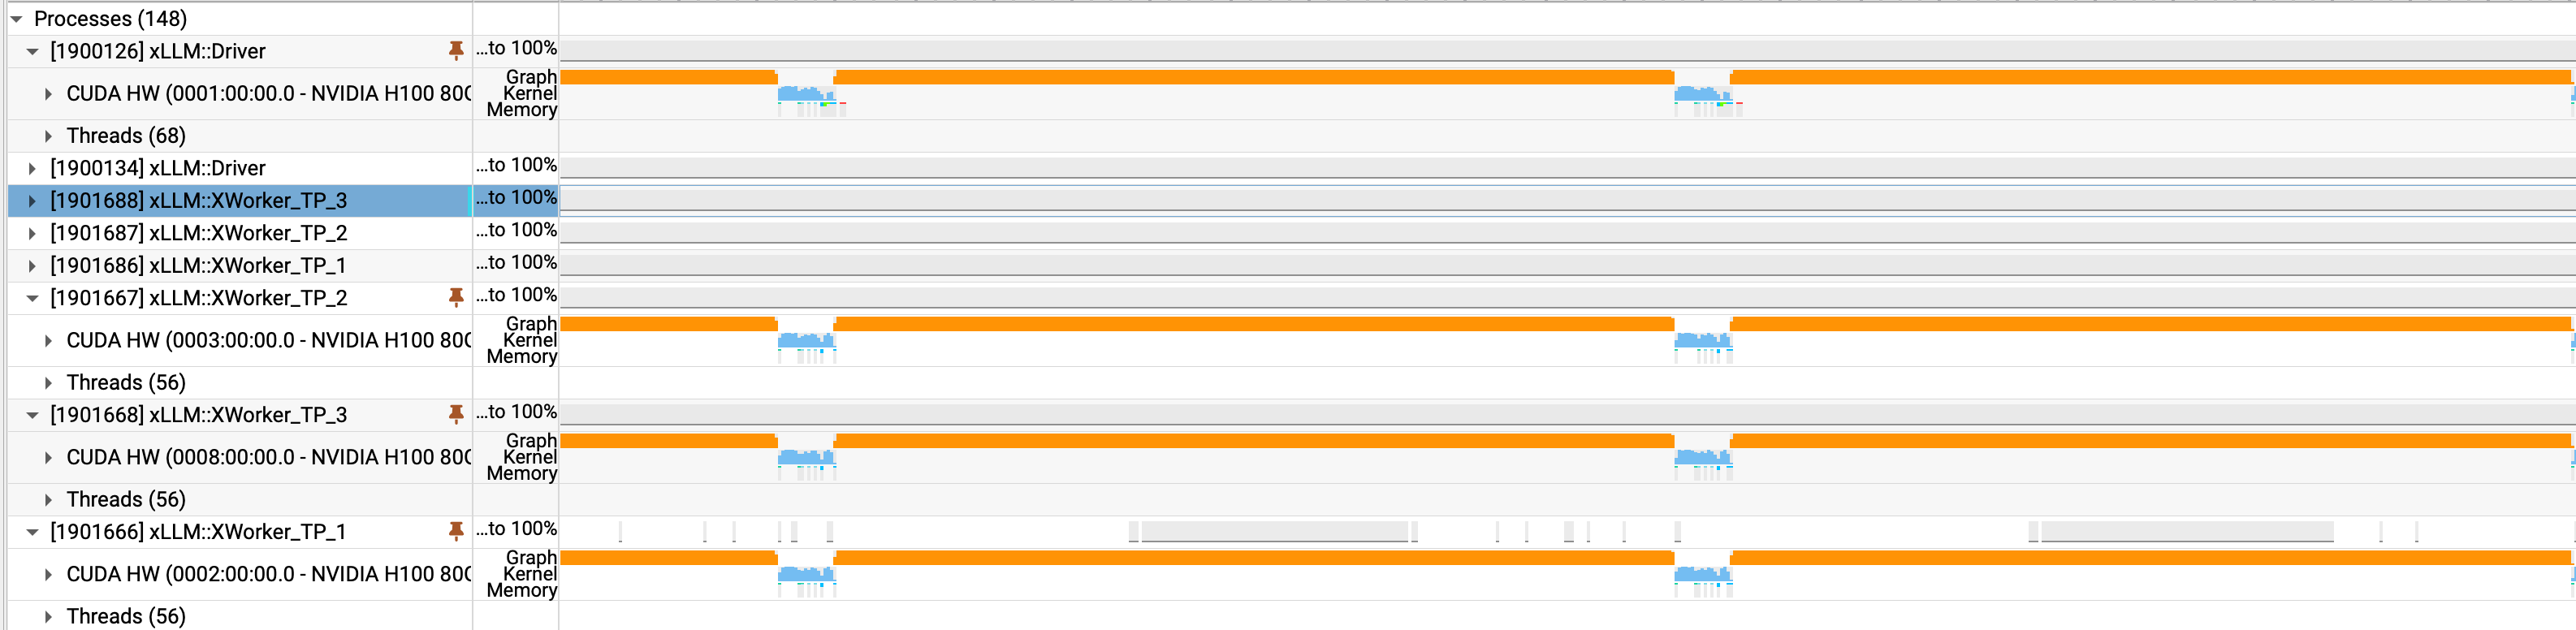 Processes (148)
[1900126] xLLM::Driver ...to 100%
CUDA HW (0001:00:00.0 - NVIDIA H100 80 Graph Kernel Memory
Threads (68)
[1900134] xLLM::Driver ...to 100%
[1901688] xLLM::XWorker_TP_3 ...to 100%
[1901687] xLLM::XWorker_TP_2 ...to 100%
[1901686] xLLM::XWorker_TP_1 ...to 100%
[1901667] xLLM::XWorker_TP_2 ...to 100%
CUDA HW (0003:00:00.0 - NVIDIA H100 80 Graph Kernel Memory
Threads (56)
[1901668] xLLM::XWorker_TP_3 ...to 100%
CUDA HW (0008:00:00.0 - NVIDIA H100 80 Graph Kernel Memory
Threads (56)
[1901666] xLLM::XWorker_TP_1 ...to 100%
CUDA HW (0002:00:00.0 - NVIDIA H100 80 Graph Kernel Memory
Threads (56)